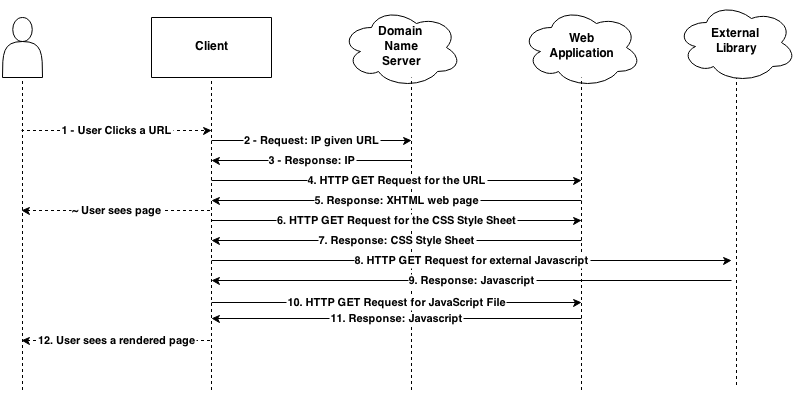 Client
Domain
Name
Server
Web
Application
External
Library
1 - User Clicks a URL
2 - Request: IP given URL
3 - Response: IP
4. HTTP GET Request for the URL
5. Response: XHTML web page
~ User sees page
6. HTTP GET Request for the CSS Style Sheet
7. Response: CSS Style Sheet
8. HTTP GET Request for external Javascript
9. Response: Javascript
10. HTTP GET Request for JavaScript File
11. Response: Javascript
12. User sees a rendered page